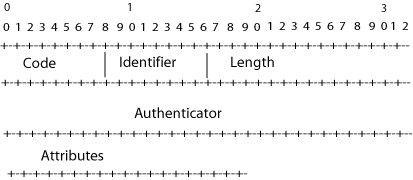 0 1 2 3
0 1 2 3 4 5 6 7 8 9 0 1 2 3 4 5 6 7 8 9 0 1 2 3 4 5 6 7 8 9 0 1 2
Code Identifier Length
Authenticator
Attributes